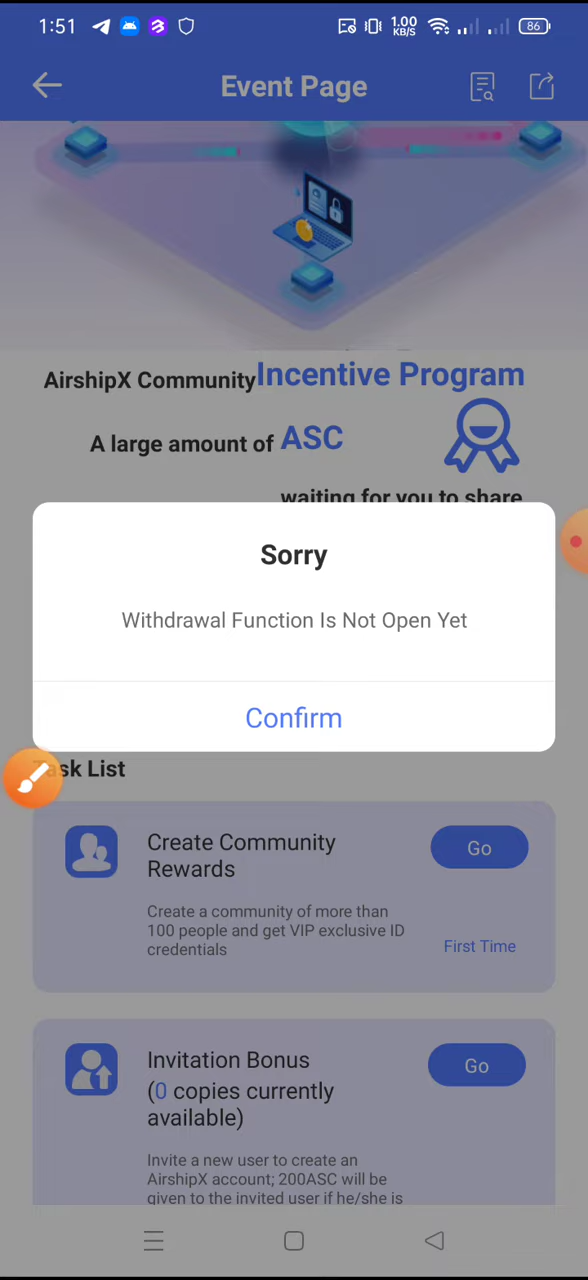 1:51
1.00
KB/S
86
Event Page
AirshipX Community Incentive Program
A large amount of ASC
waiting for you to share
Sorry
Withdrawal Function Is Not Open Yet
Confirm
Task List
Create Community
Rewards
Go
Create a community of more than
100 people and get VIP exclusive ID
credentials
First Time
Invitation Bonus
(0 copies currently
available)
Go
Invite a new user to create an
AirshipX account; 200ASC will be
given to the invited user if he/she is